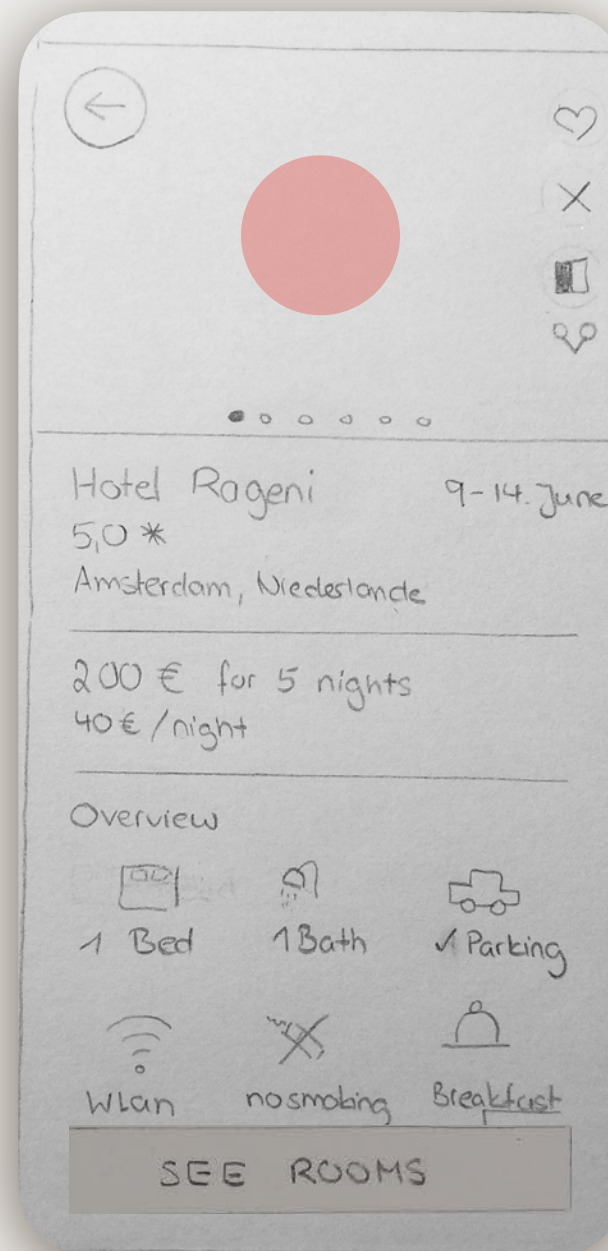 Hotel Rageni 9-14. June
5,0 *
Amsterdam, Niederlande
200 € for 5 nights
40 € / night
Overview
1 Bed 1 Bath ✓ Parking
WLan no smoking Breakfast
SEE ROOMS